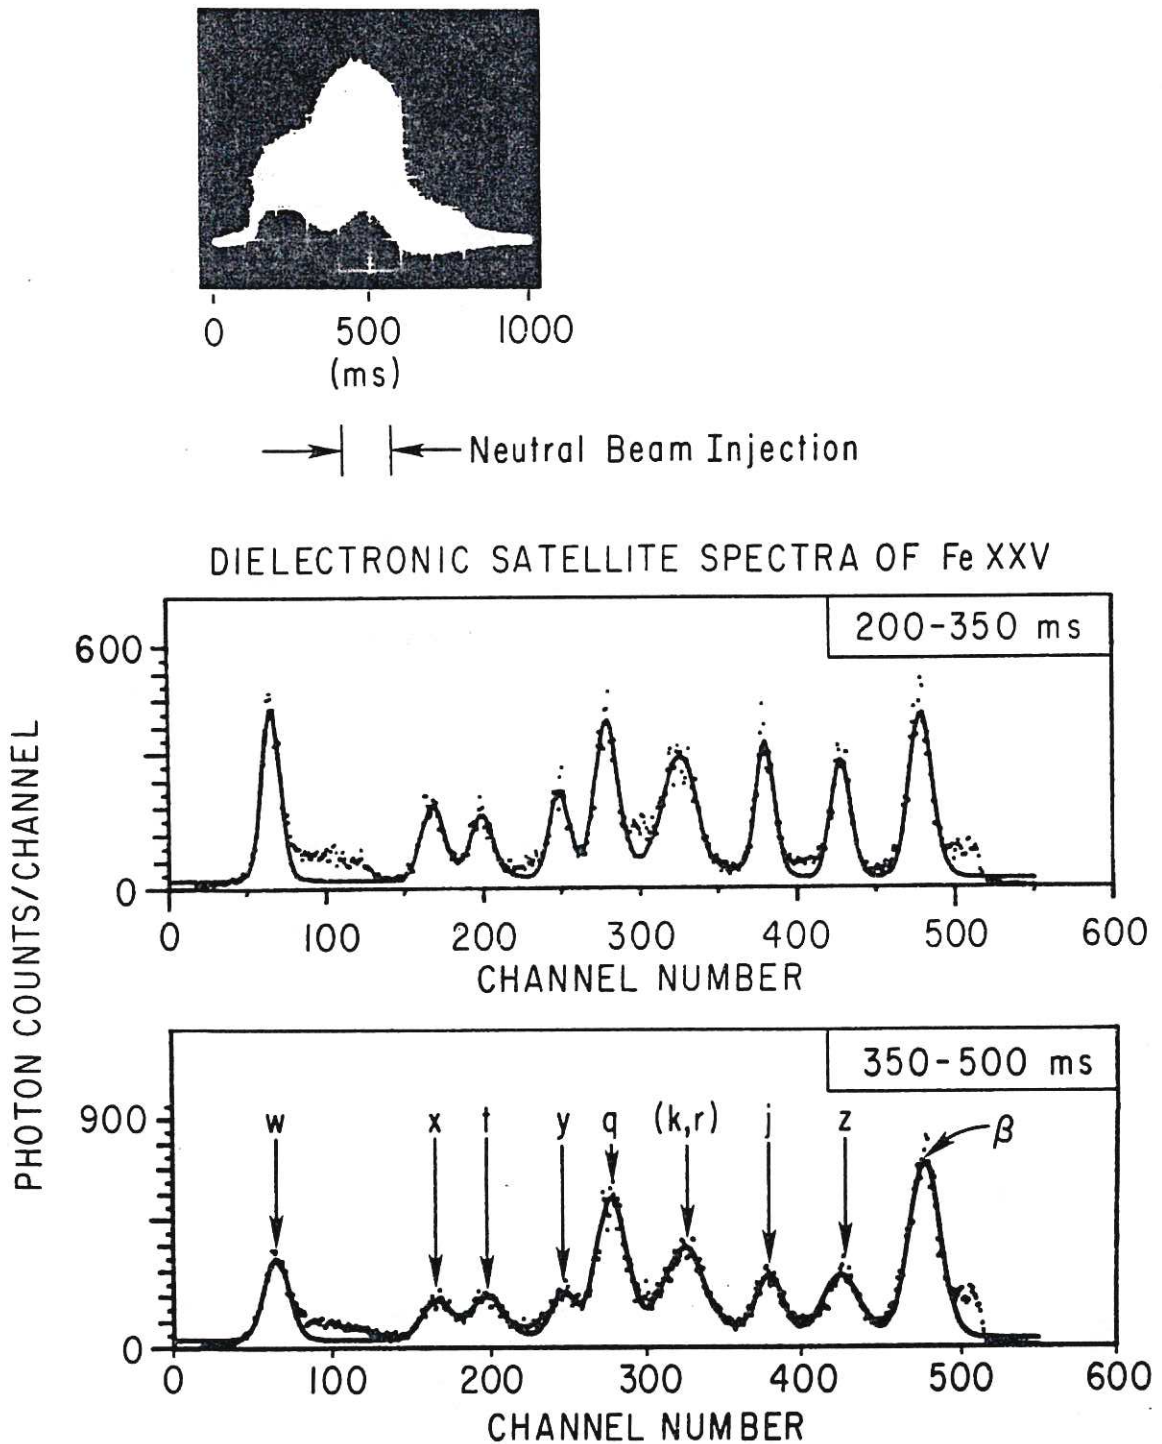 0 500 1000
(ms)
Neutral Beam Injection
DIELECTRONIC SATELLITE SPECTRA OF Fe XXV
200-350 ms
600
0
0 100 200 300 400 500 600
CHANNEL NUMBER
PHOTON COUNTS/CHANNEL
350-500 ms
900
w x t y q (k,r) j z β
0
0 100 200 300 400 500 600
CHANNEL NUMBER